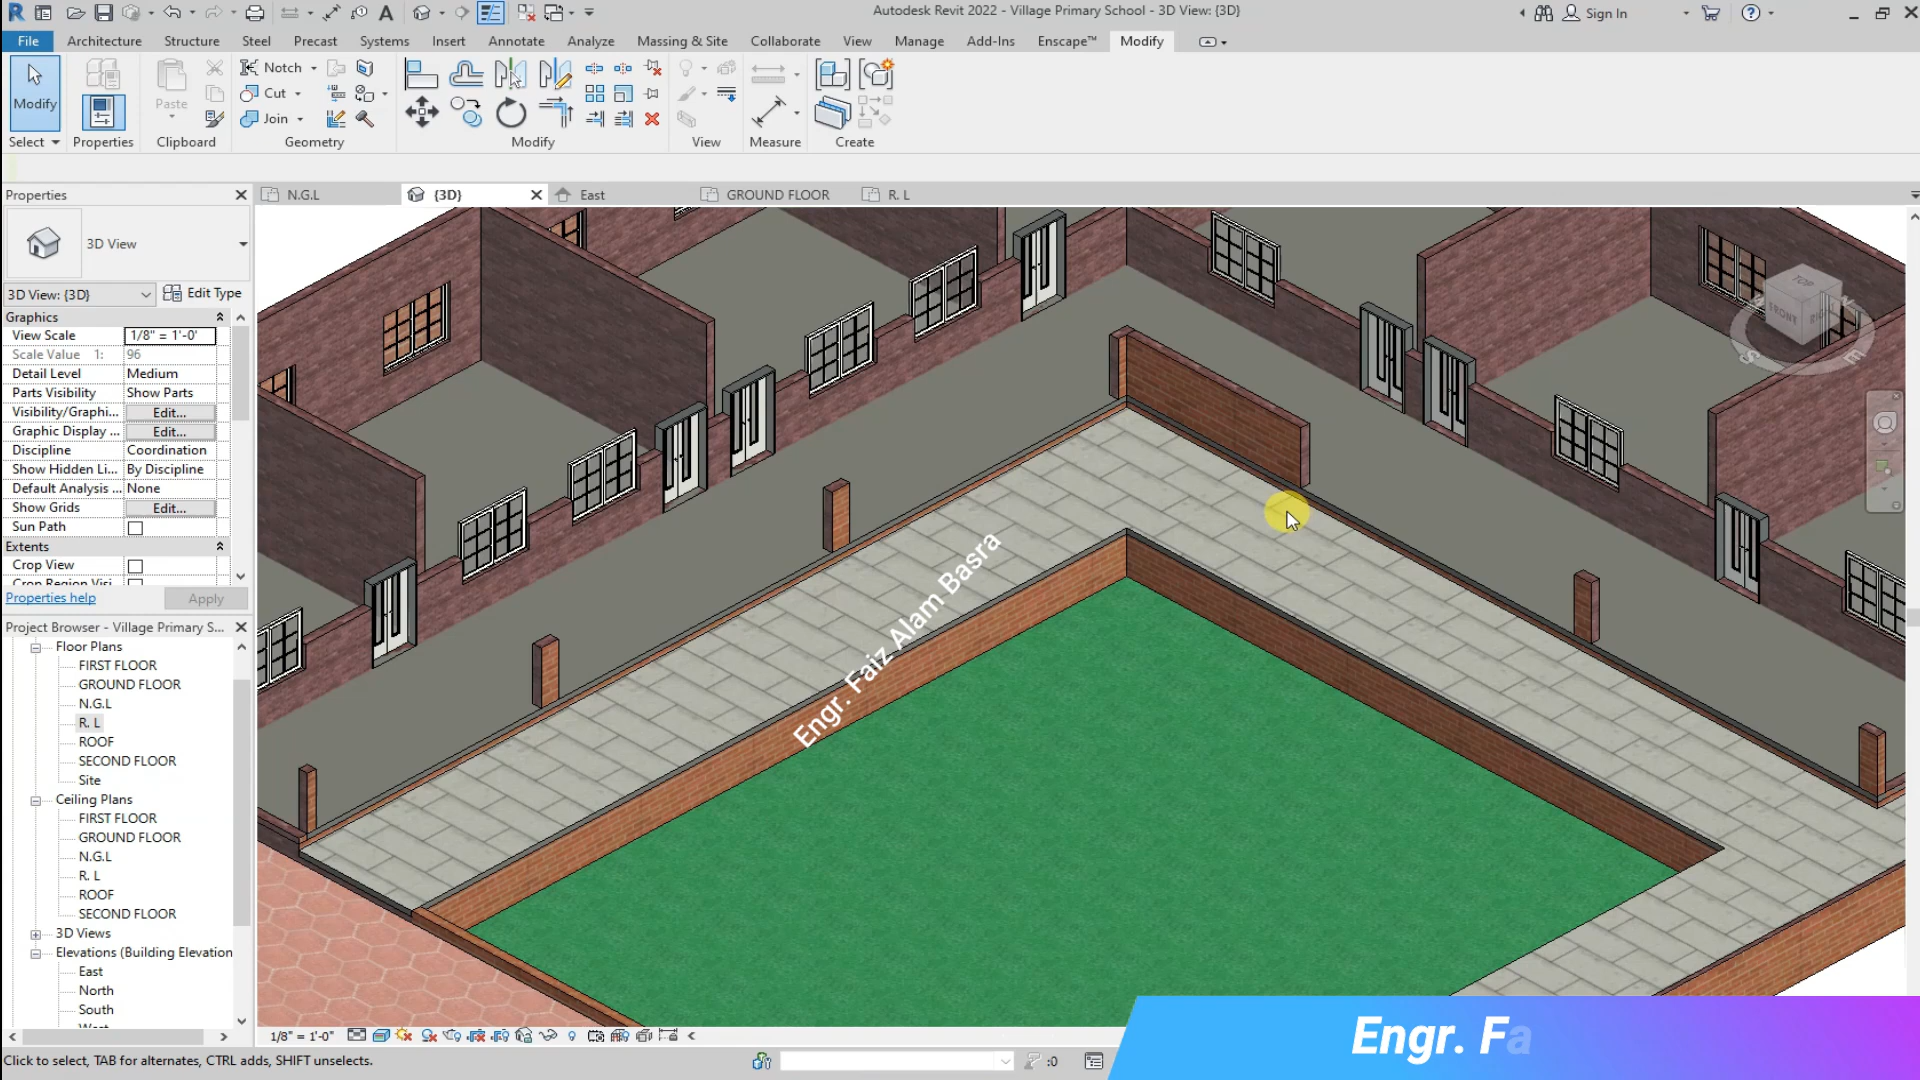 Autodesk Revit 2022 - Village Primary School - 3D View: {3D}
Sign In
File Architecture Structure Steel Precast Systems Insert Annotate Analyze Massing & Site Collaborate View Manage Add-Ins Enscape™ Modify
Modify
Paste
Notch
Cut
Join
Select Properties Clipboard Geometry Modify View Measure Create
Properties
N.G.L
{3D}
East
GROUND FLOOR
R. L
3D View
3D View: {3D}
Edit Type
Graphics
View Scale 1/8" = 1'-0"
Scale Value 1: 96
Detail Level Medium
Parts Visibility Show Parts
Visibility/Graphi... Edit...
Graphic Display ... Edit...
Discipline Coordination
Show Hidden Li... By Discipline
Default Analysis ... None
Show Grids Edit...
Sun Path
Extents
Crop View
Properties help
Apply
Project Browser - Village Primary S...
Floor Plans
FIRST FLOOR
GROUND FLOOR
N.G.L
R. L
ROOF
SECOND FLOOR
Site
Ceiling Plans
FIRST FLOOR
GROUND FLOOR
N.G.L
R. L
ROOF
SECOND FLOOR
3D Views
Elevations (Building Elevation
East
North
South
TOP
FRONT
S
E
Engr. Faiz Alam Basra
1/8" = 1'-0"
Click to select, TAB for alternates, CTRL adds, SHIFT unselects.
:0
Engr. Fa